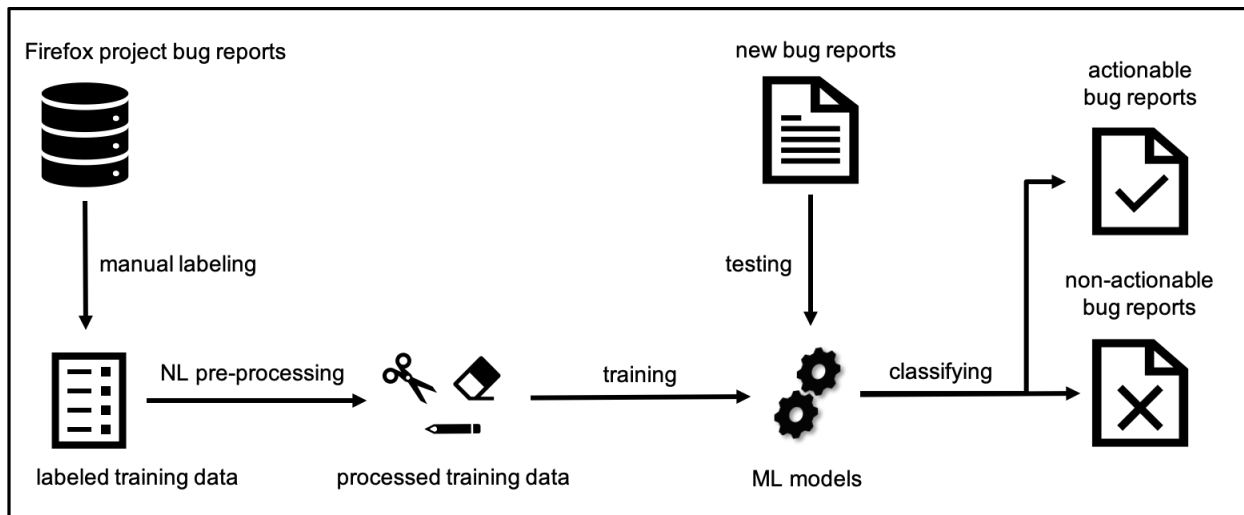 Firefox project bug reports
new bug reports
actionable
bug reports
manual labeling
testing
non-actionable
bug reports
NL pre-processing
training
classifying
labeled training data
processed training data
ML models